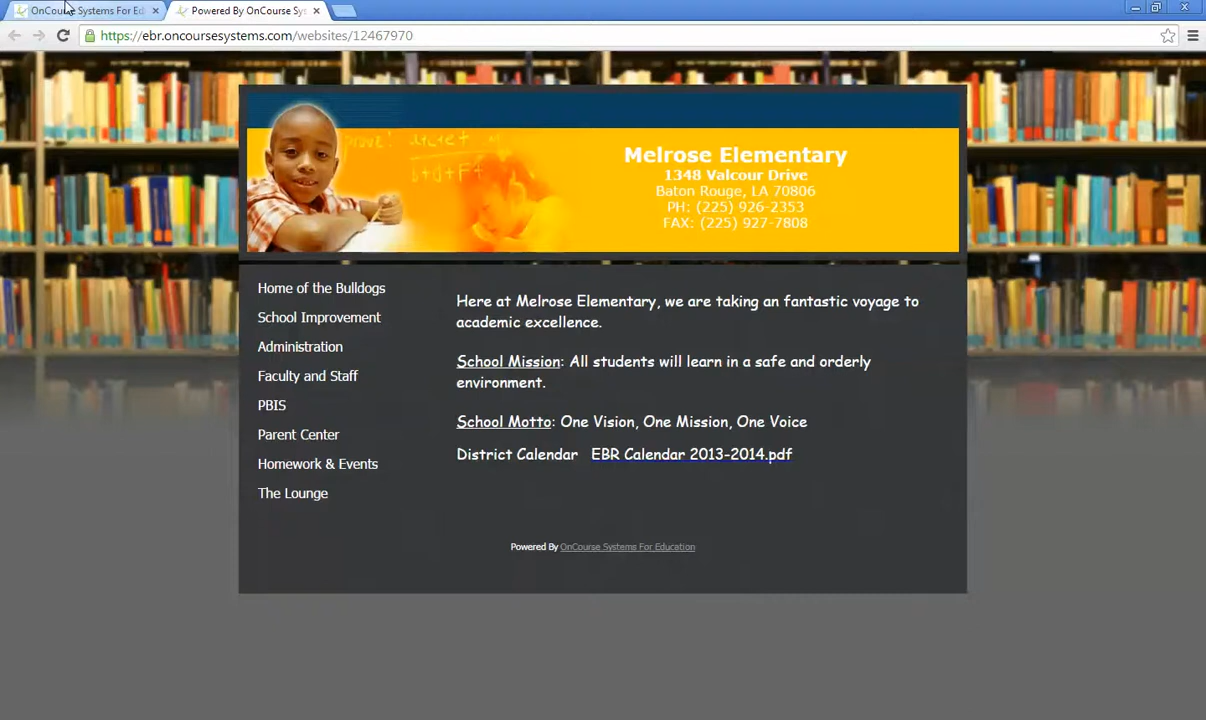 OnCourse Systems For Ed
Powered By OnCourse Sys
https://ebr.oncoursesystems.com/websites/12467970
Melrose Elementary
1348 Valcour Drive
Baton Rouge, LA 70806
PH: (225) 926-2353
FAX: (225) 927-7808
Home of the Bulldogs
School Improvement
Administration
Faculty and Staff
PBIS
Parent Center
Homework & Events
The Lounge
Here at Melrose Elementary, we are taking an fantastic voyage to
academic excellence.
School Mission: All students will learn in a safe and orderly
environment.
School Motto: One Vision, One Mission, One Voice
District Calendar EBR Calendar 2013-2014.pdf
Powered By OnCourse Systems For Education